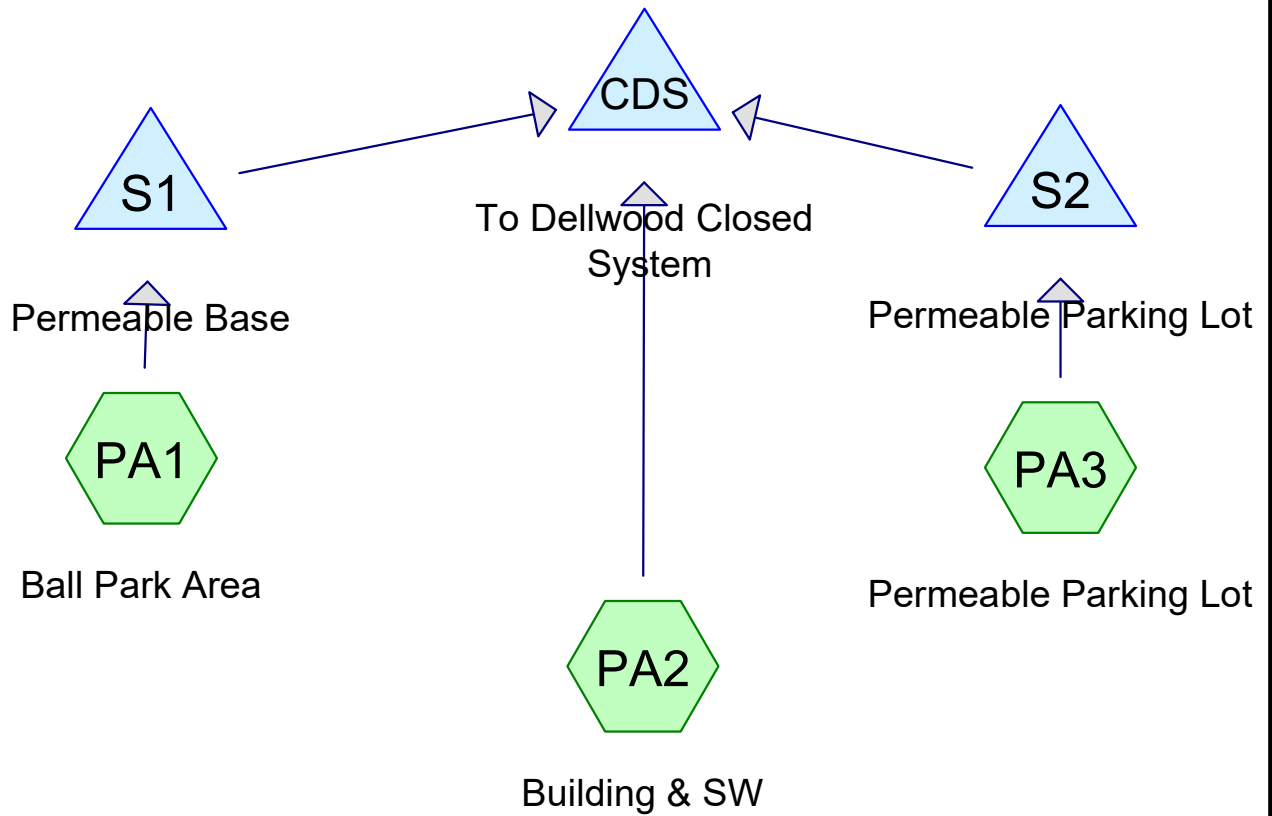 CDS
S1
S2
To Dellwood Closed
System
Permeable Base
Permeable Parking Lot
PA1
PA3
Ball Park Area
Permeable Parking Lot
PA2
Building & SW